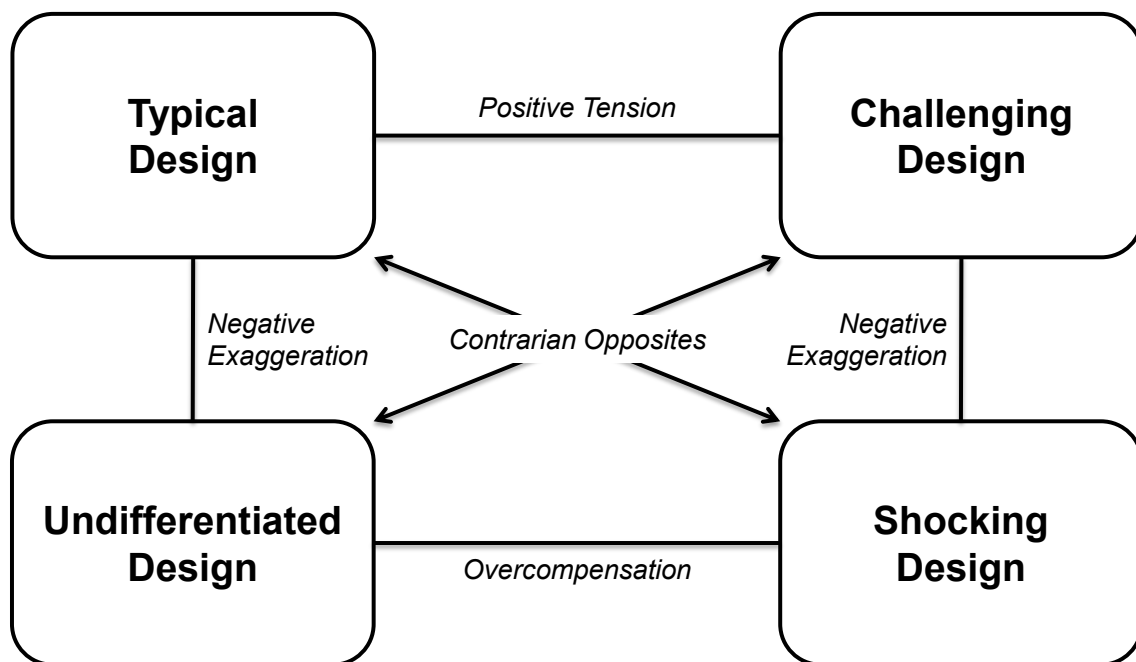 Typical
Design
Positive Tension
Challenging
Design
Negative
Exaggeration
Contrarian Opposites
Negative
Exaggeration
Undifferentiated
Design
Overcompensation
Shocking
Design